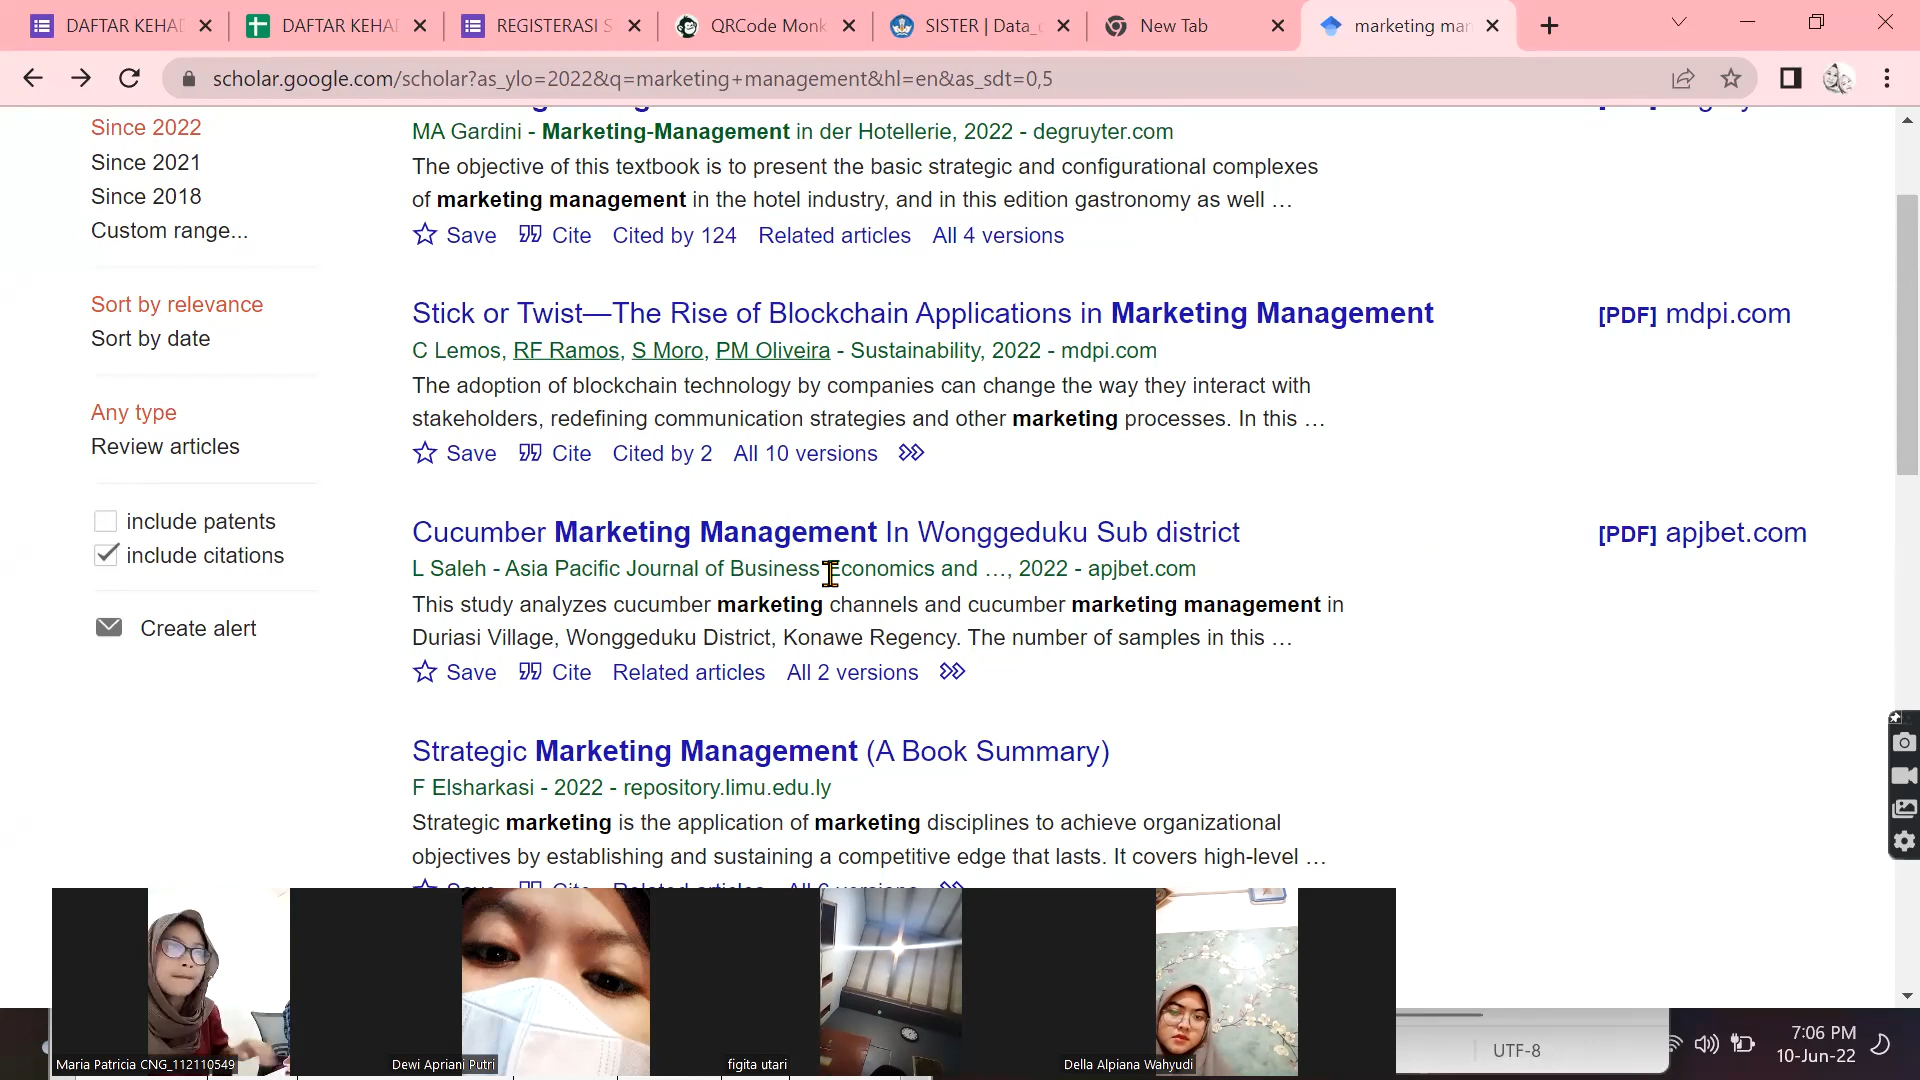 DAFTAR KEHA
DAFTAR KEHA
REGISTERASI S
QRCode Monk
SISTER | Data_
New Tab
marketing mar
scholar.google.com/scholar?as_ylo=2022&q=marketing+management&hl=en&as_sdt=0,5
Since 2022
Since 2021
Since 2018
Custom range...
Sort by relevance
Sort by date
Any type
Review articles
include patents
include citations
Create alert
MA Gardini - Marketing-Management in der Hotellerie, 2022 - degruyter.com
The objective of this textbook is to present the basic strategic and configurational complexes
of marketing management in the hotel industry, and in this edition gastronomy as well …
Save Cite Cited by 124 Related articles All 4 versions
Stick or Twist—The Rise of Blockchain Applications in Marketing Management
[PDF] mdpi.com
C Lemos, RF Ramos, S Moro, PM Oliveira - Sustainability, 2022 - mdpi.com
The adoption of blockchain technology by companies can change the way they interact with
stakeholders, redefining communication strategies and other marketing processes. In this …
Save Cite Cited by 2 All 10 versions
Cucumber Marketing Management In Wonggeduku Sub district
[PDF] apjbet.com
L Saleh - Asia Pacific Journal of Business Economics and …, 2022 - apjbet.com
This study analyzes cucumber marketing channels and cucumber marketing management in
Duriasi Village, Wonggeduku District, Konawe Regency. The number of samples in this …
Save Cite Related articles All 2 versions
Strategic Marketing Management (A Book Summary)
F Elsharkasi - 2022 - repository.limu.edu.ly
Strategic marketing is the application of marketing disciplines to achieve organizational
objectives by establishing and sustaining a competitive edge that lasts. It covers high-level …
Save Cite Related articles All 6 versions
Maria Patricia CNG_112110549
Dewi Apriani Putri
figita utari
Della Alpiana Wahyudi
UTF-8
7:06 PM
10-Jun-22